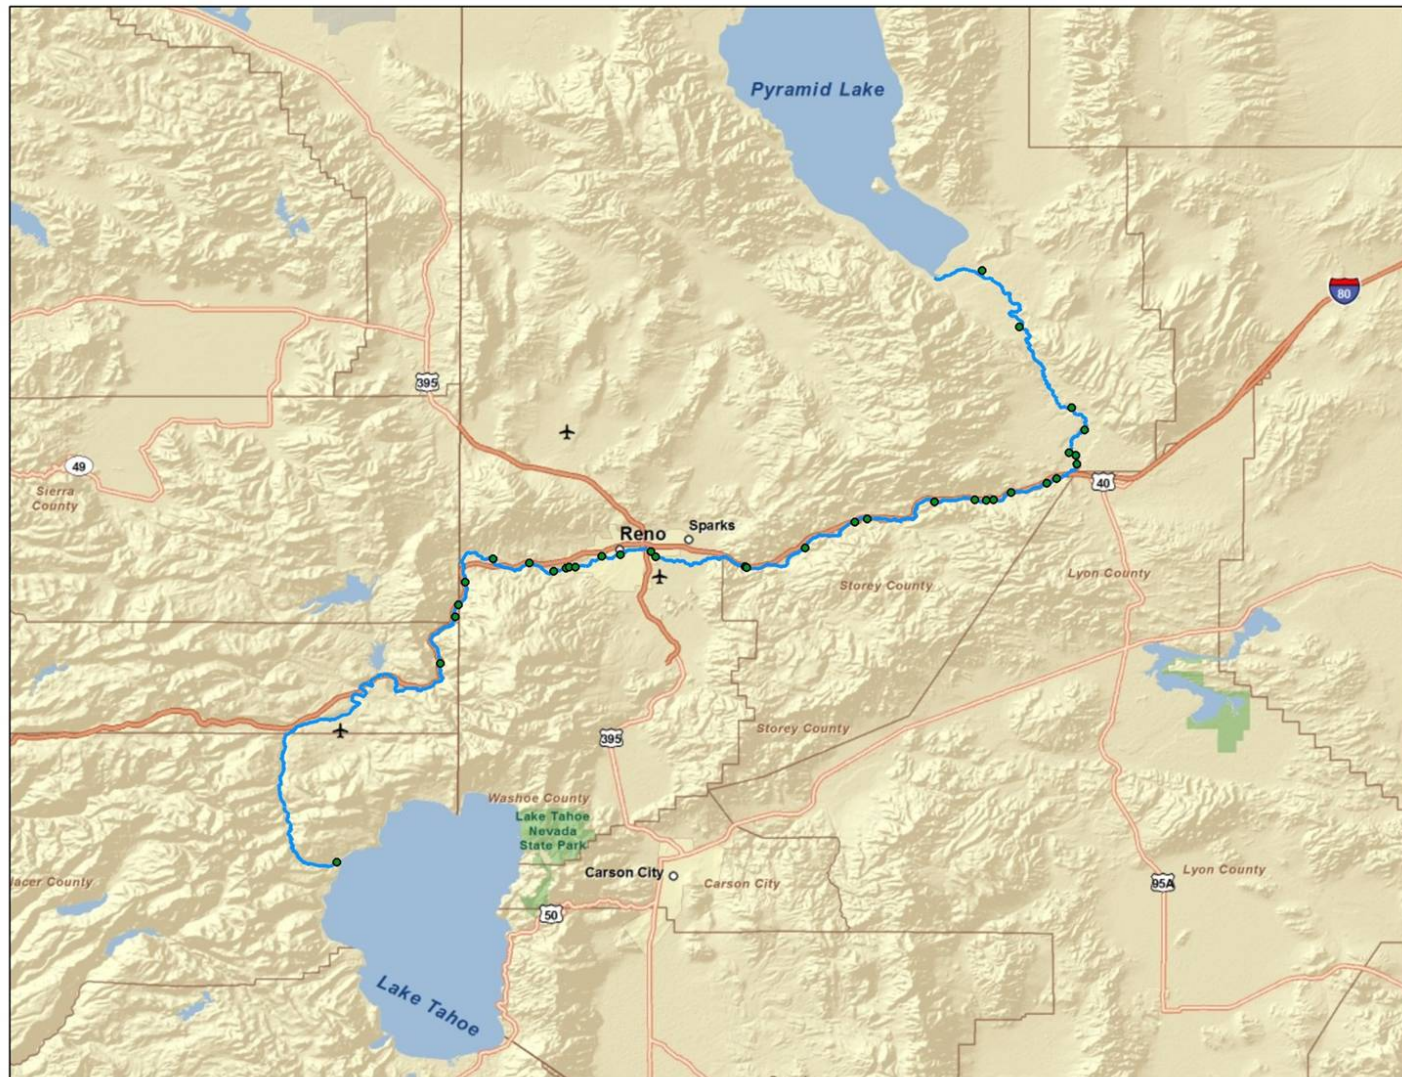 Pyramid Lake
80
395
49
Sierra
County
40
Sparks
Reno
Lyon County
Storey County
Storey County
395
Washoe County
Lake Tahoe
Nevada
State Park
Carson City
Carson City
lacer County
Lyon County
95A
50
Lake Tahoe